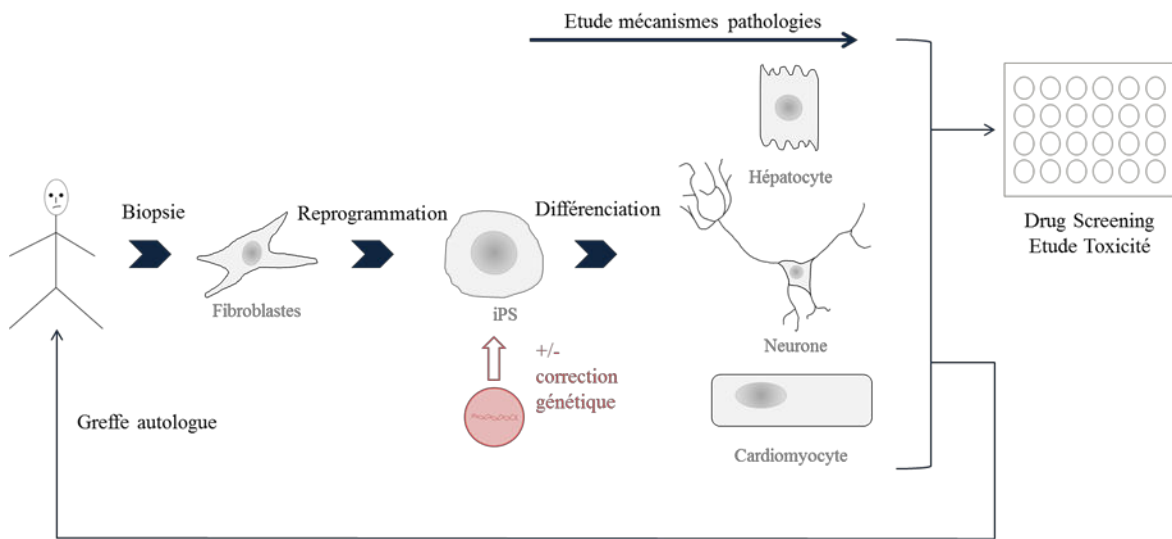 Etude mécanismes pathologies
Hépatocyte
Drug Screening
Etude Toxicité
Biopsie
Reprogrammation
Différenciation
Fibroblastes
iPS
Neurone
+/-
correction
génétique
Cardiomyocyte
Greffe autologue